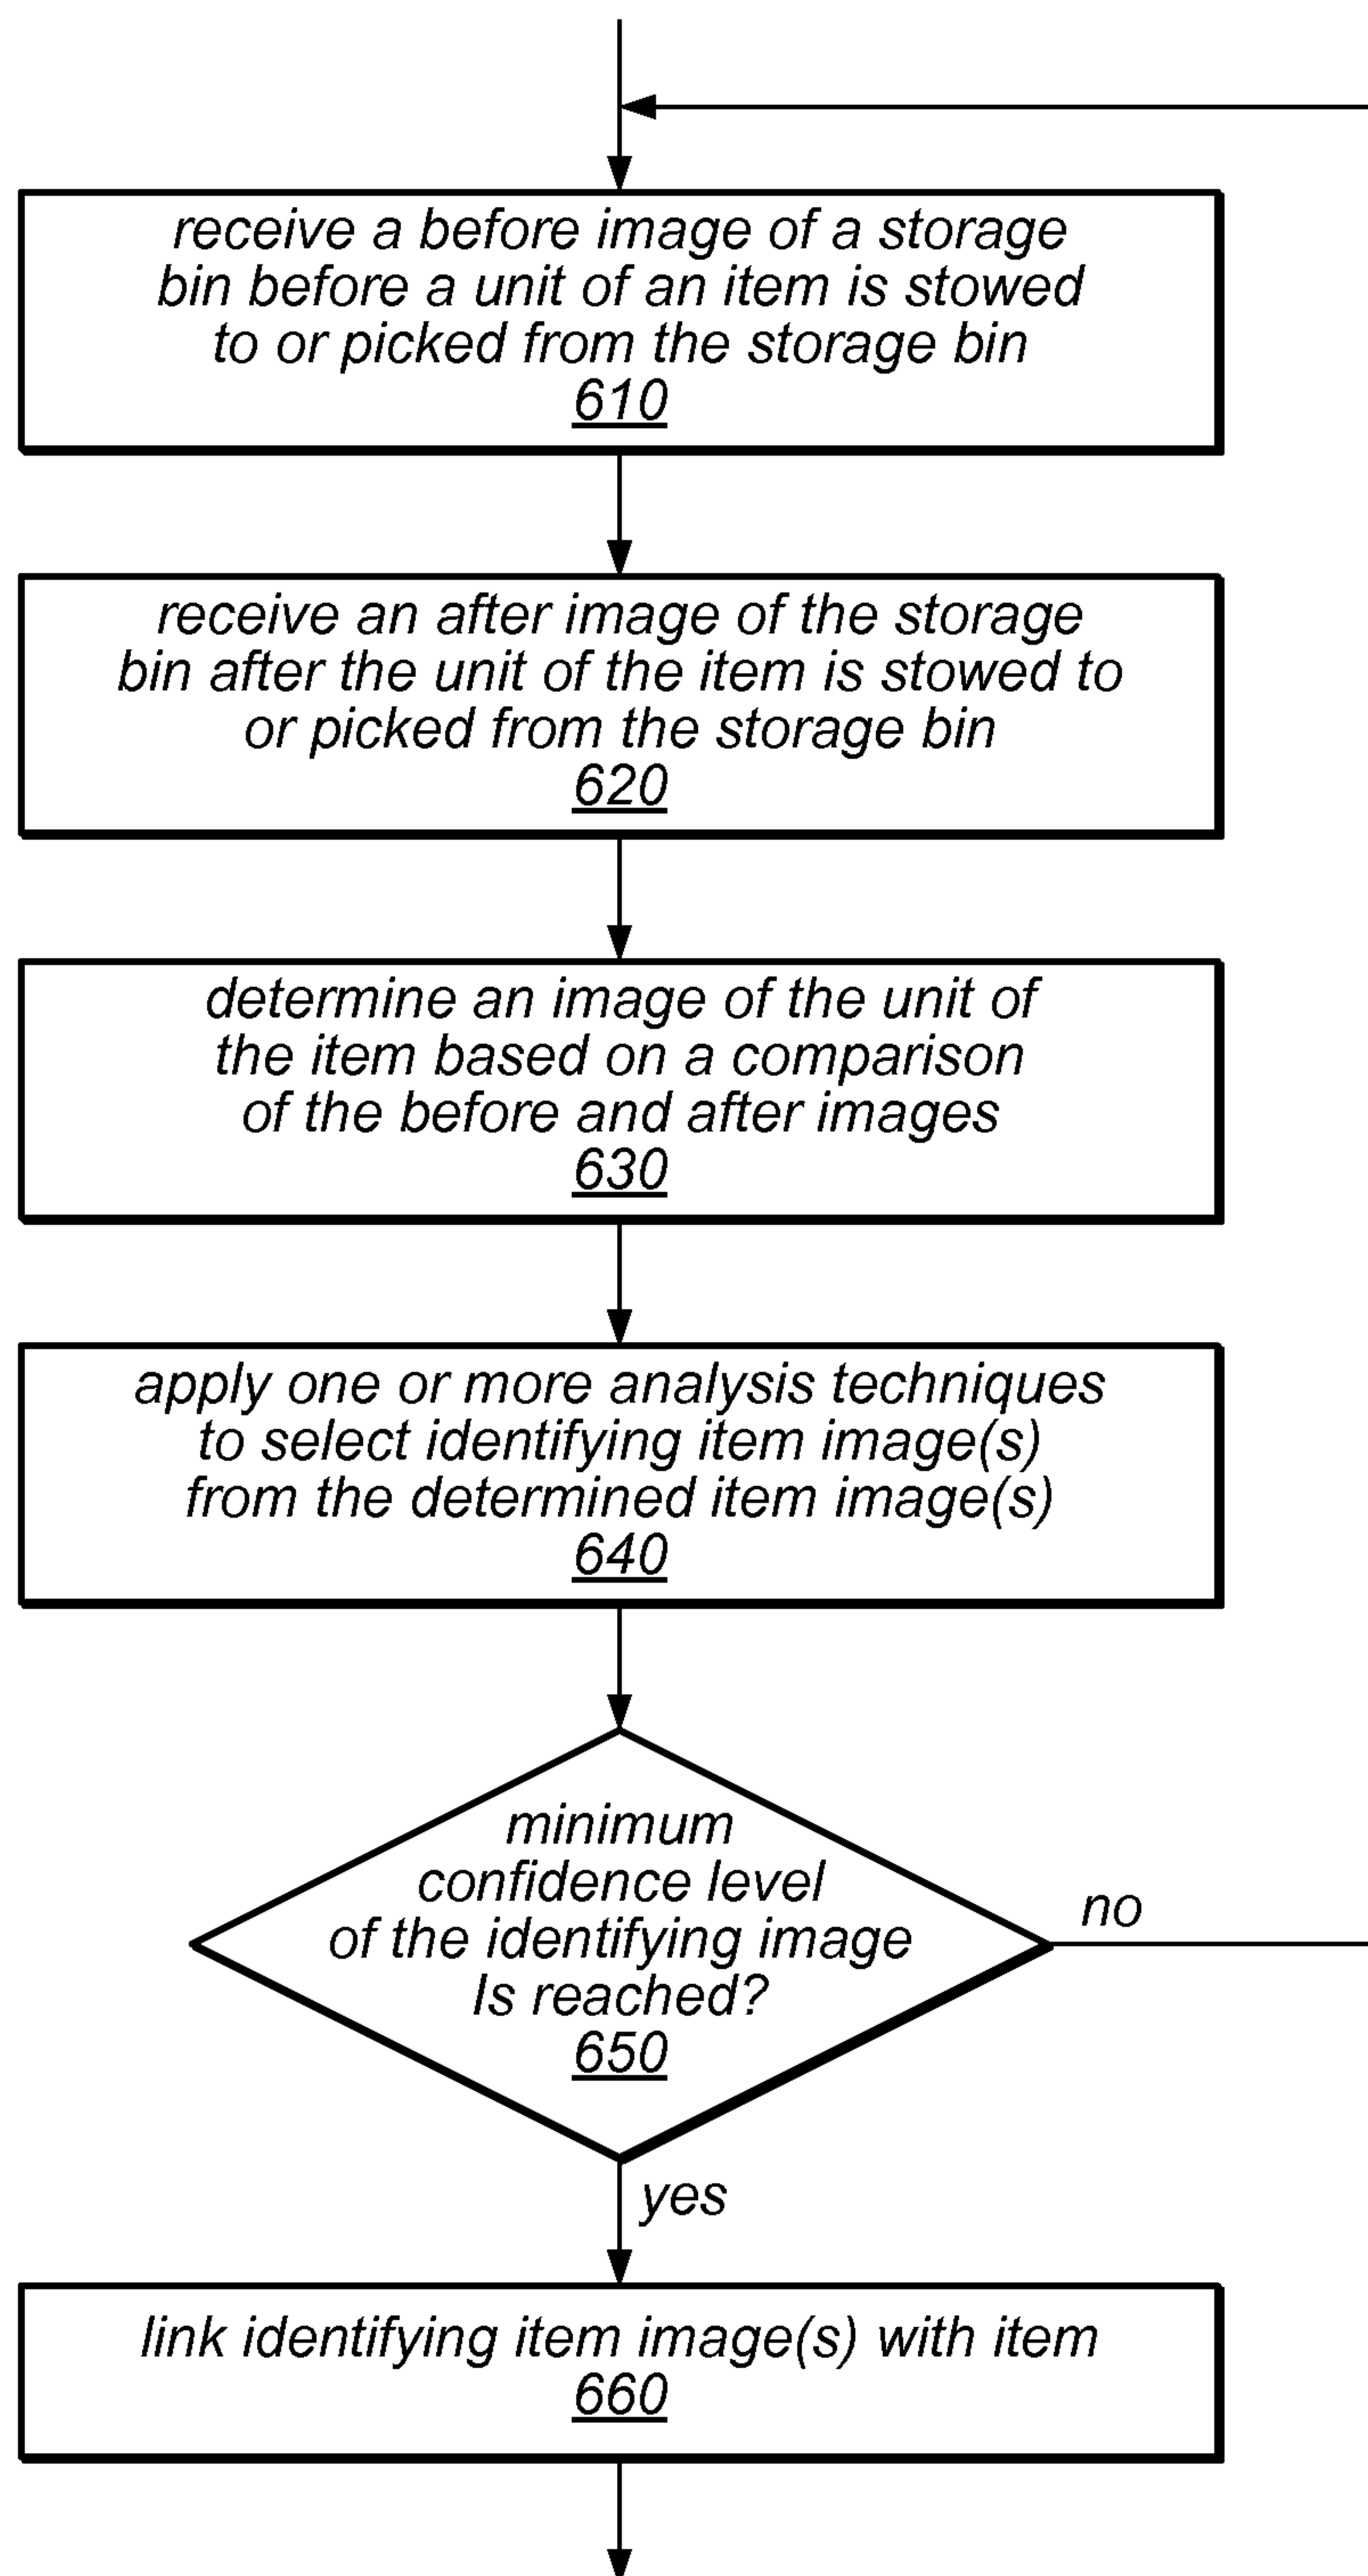 receive a before image of a storage
bin before a unit of an item is stowed
to or picked from the storage bin
610
receive an after image of the storage
bin after the unit of the item is stowed to
or picked from the storage bin
620
determine an image of the unit of
the item based on a comparison
of the before and after images
630
apply one or more analysis techniques
to select identifying item image(s)
from the determined item image(s)
640
minimum
confidence level
of the identifying image
Is reached?
650
no
yes
link identifying item image(s) with item
660